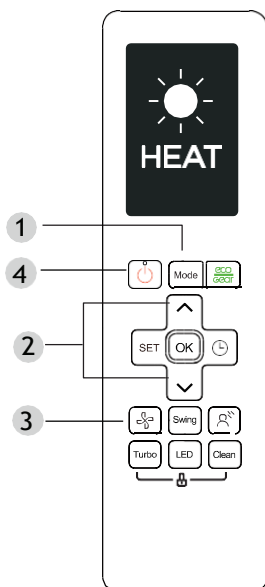 HEAT
1
4
Mode
eco
GEAR
2
SET
OK
3
Swing
Turbo
LED
Clean